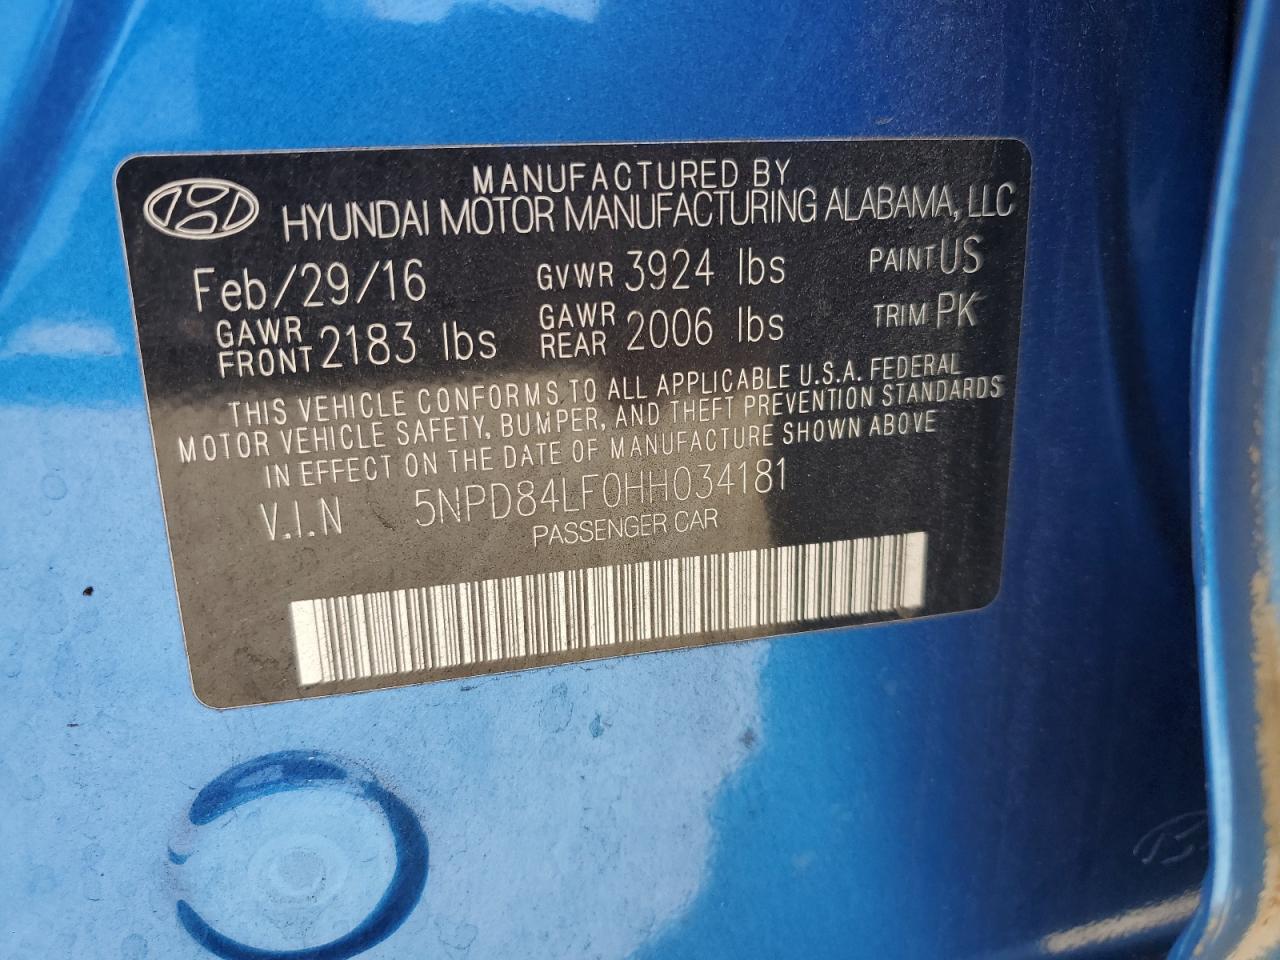 MANUFACTURED BY
HYUNDAI MOTOR MANUFACTURING ALABAMA, LLC
Feb/29/16 GVWR 3924 lbs PAINT US
GAWR FRONT 2183 lbs GAWR REAR 2006 lbs TRIM PK
THIS VEHICLE CONFORMS TO ALL APPLICABLE U.S.A. FEDERAL
MOTOR VEHICLE SAFETY, BUMPER, AND THEFT PREVENTION STANDARDS
IN EFFECT ON THE DATE OF MANUFACTURE SHOWN ABOVE
V.I.N 5NPD84LF0HH034181
PASSENGER CAR